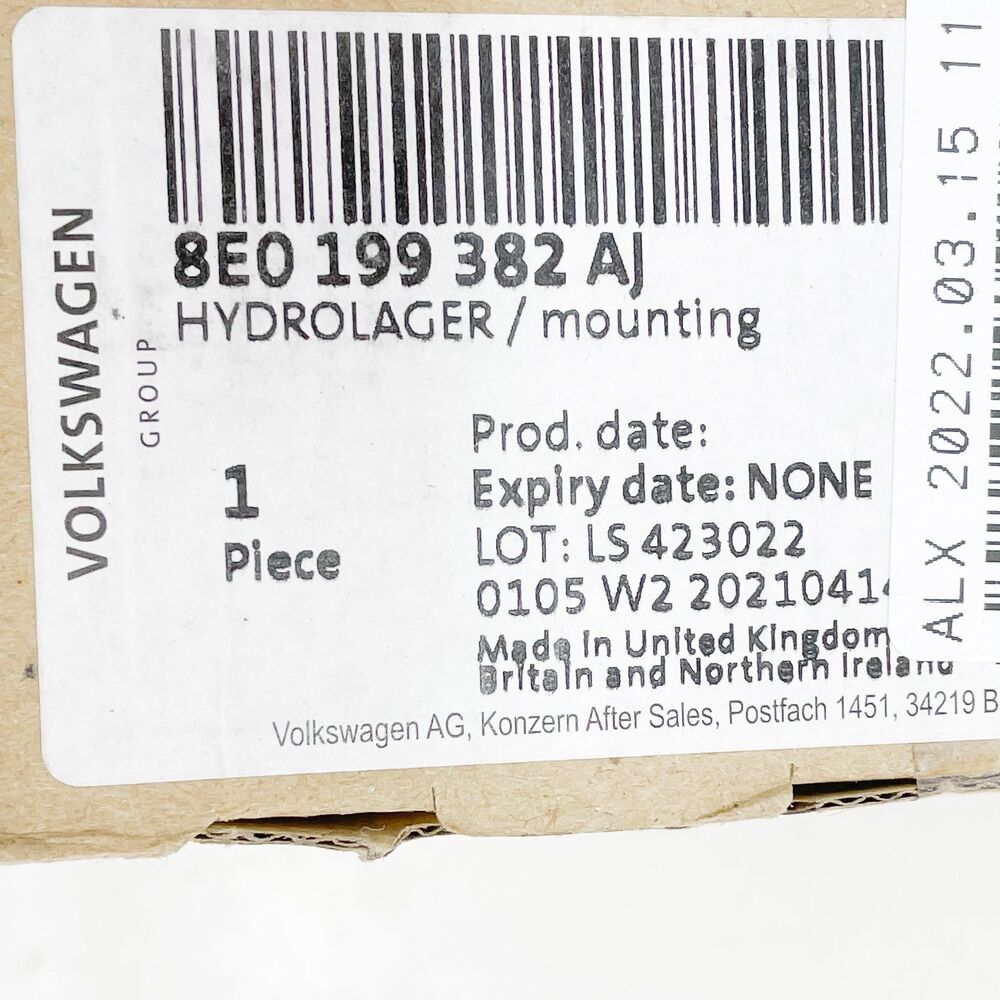 VOLKSWAGEN
GROUP
8E0 199 382 AJ
HYDROLAGER / mounting
1
Piece
Prod. date:
Expiry date: NONE
LOT: LS 423022
0105 W2 20210414
Made in United Kingdom
Britain and Northern Ireland
Volkswagen AG, Konzern After Sales, Postfach 1451, 34219 B
ALX 2022.03.15 11